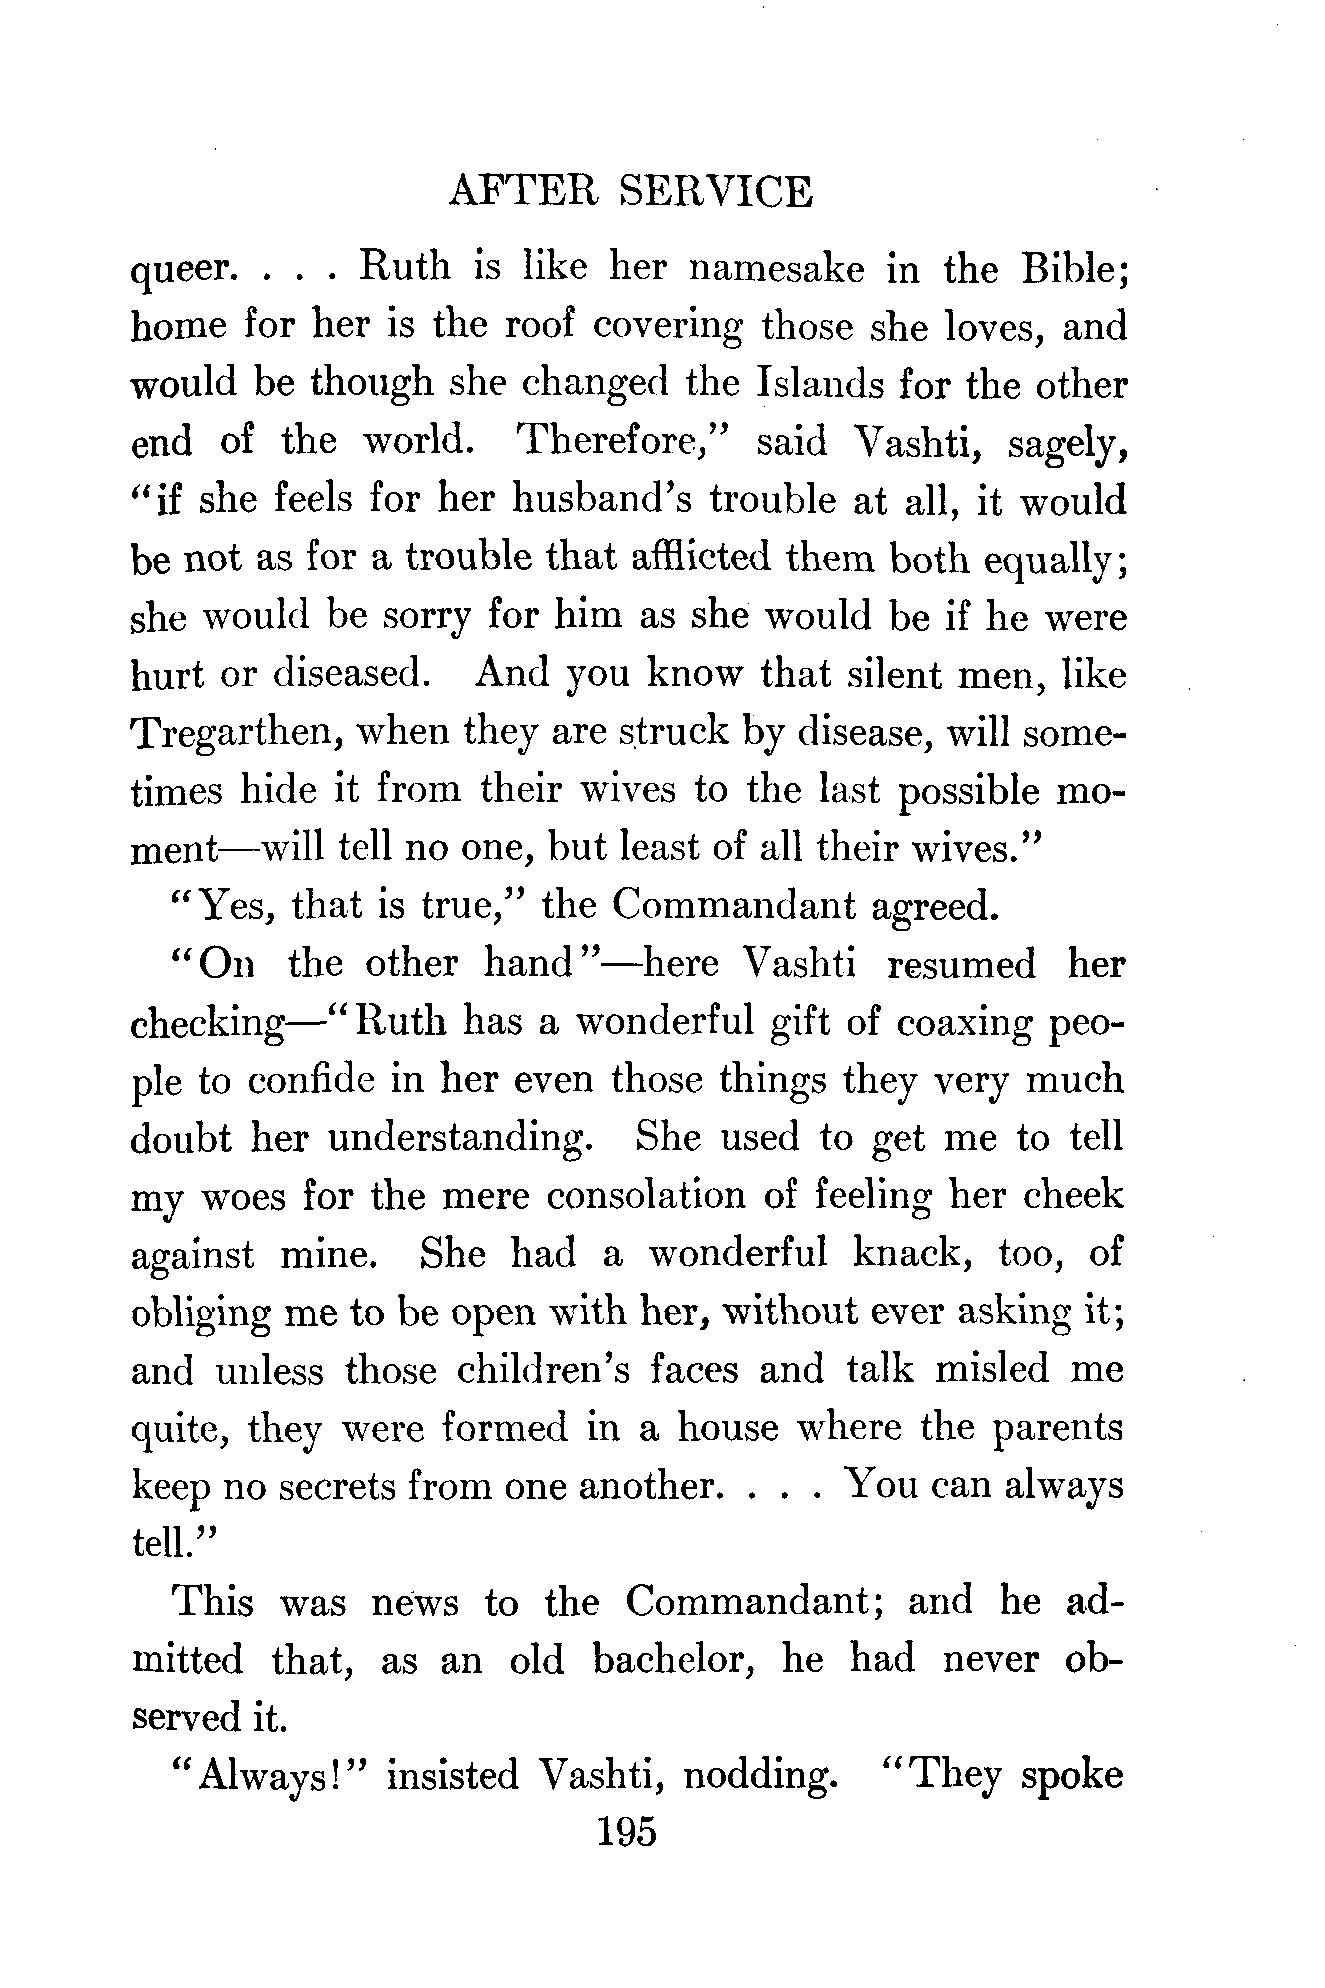 AFTER SERVICE
queer. . . . Ruth is like her namesake in the Bible;
home for her is the roof covering those she loves, and
would be though she changed the Islands for the other
end of the world. Therefore,” said Vashti, sagely,
“if she feels for her husband’s trouble at all, it would
be not as for a trouble that afflicted them both equally;
she would be sorry for him as she would be if he were
hurt or diseased. And you know that silent men, like
Tregarthen, when they are struck by disease, will some-
times hide it from their wives to the last possible mo-
ment—will tell no one, but least of all their wives.”
“Yes, that is true,” the Commandant agreed.
“On the other hand”—here Vashti resumed her
checking—“Ruth has a wonderful gift of coaxing peo-
ple to confide in her even those things they very much
doubt her understanding. She used to get me to tell
my woes for the mere consolation of feeling her cheek
against mine. She had a wonderful knack, too, of
obliging me to be open with her, without ever asking it;
and unless those children’s faces and talk misled me
quite, they were formed in a house where the parents
keep no secrets from one another. . . . You can always
tell.”
This was news to the Commandant; and he ad-
mitted that, as an old bachelor, he had never ob-
served it.
“Always!” insisted Vashti, nodding. “They spoke
195